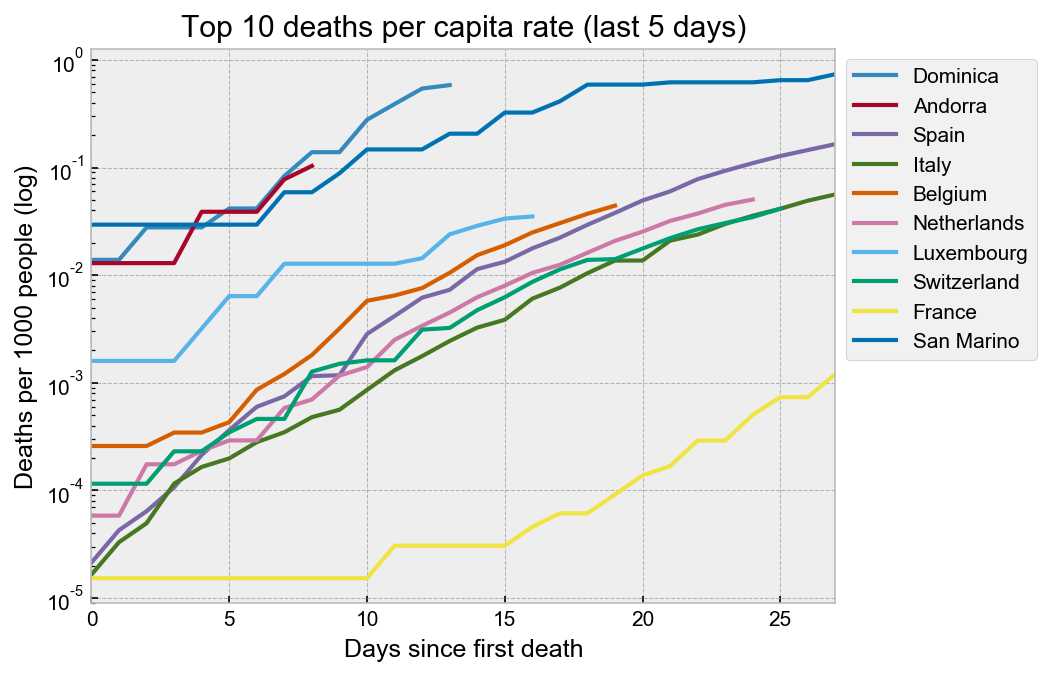 Top 10 deaths per capita rate (last 5 days)
Deaths per 1000 people (log)
10^0
10^-1
10^-2
10^-3
10^-4
10^-5
0 5 10 15 20 25
Days since first death
Dominica
Andorra
Spain
Italy
Belgium
Netherlands
Luxembourg
Switzerland
France
San Marino